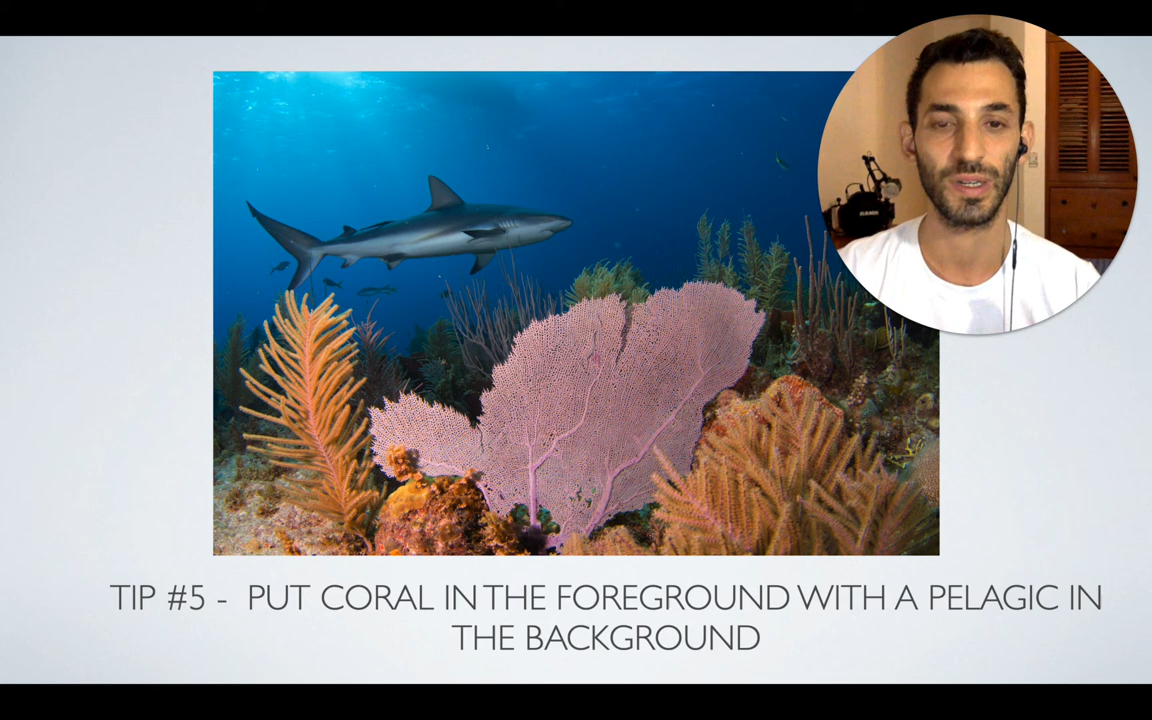 TIP #5 - PUT CORAL IN THE FOREGROUND WITH A PELAGIC IN
THE BACKGROUND